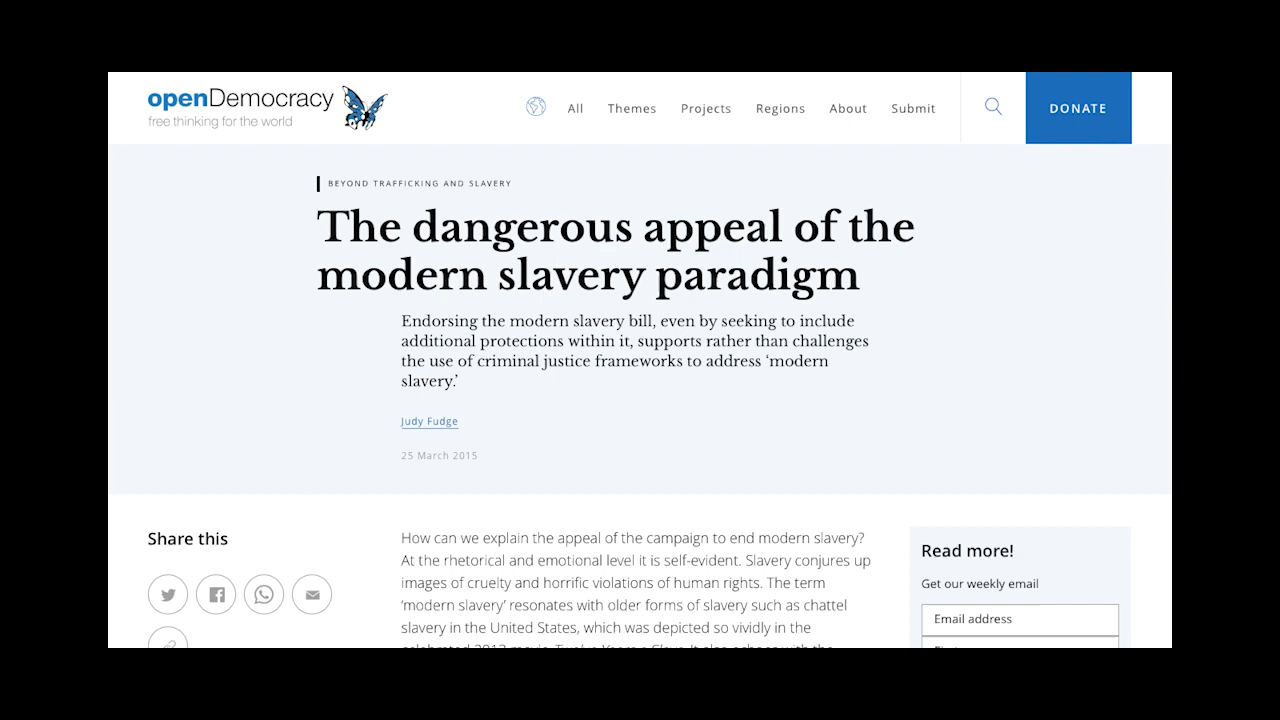 openDemocracy
free thinking for the world
All Themes Projects Regions About Submit
DONATE
BEYOND TRAFFICKING AND SLAVERY
The dangerous appeal of the
modern slavery paradigm
Endorsing the modern slavery bill, even by seeking to include
additional protections within it, supports rather than challenges
the use of criminal justice frameworks to address ‘modern
slavery.’
Judy Fudge
25 March 2015
Share this
How can we explain the appeal of the campaign to end modern slavery?
At the rhetorical and emotional level it is self-evident. Slavery conjures up
images of cruelty and horrific violations of human rights. The term
‘modern slavery’ resonates with older forms of slavery such as chattel
slavery in the United States, which was depicted so vividly in the
Read more!
Get our weekly email
Email address